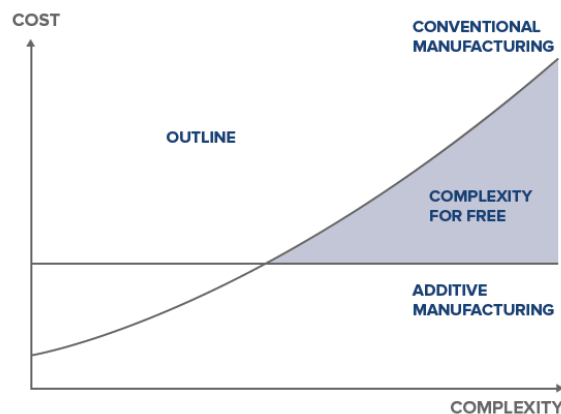 COST
CONVENTIONAL
MANUFACTURING
OUTLINE
COMPLEXITY
FOR FREE
ADDITIVE
MANUFACTURING
COMPLEXITY